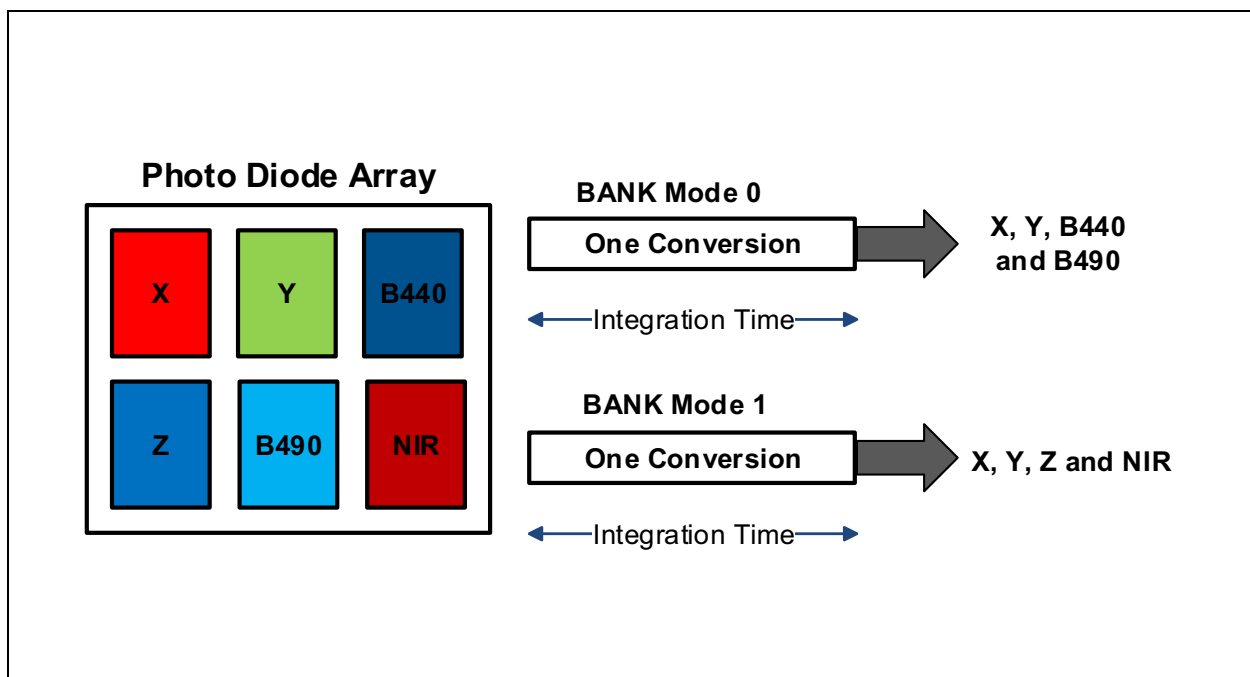 Photo Diode Array
X
Y
B440
Z
B490
NIR
BANK Mode 0
One Conversion
Integration Time
X, Y, B440
and B490
BANK Mode 1
One Conversion
Integration Time
X, Y, Z and NIR